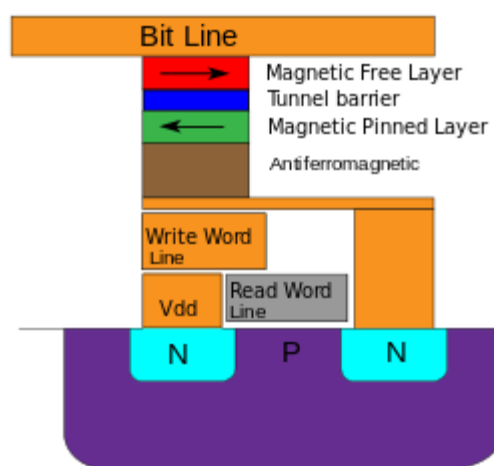 Bit Line
Magnetic Free Layer
Tunnel barrier
Magnetic Pinned Layer
Antiferromagnetic
Write Word
Line
Vdd
Read Word
Line
N
P
N